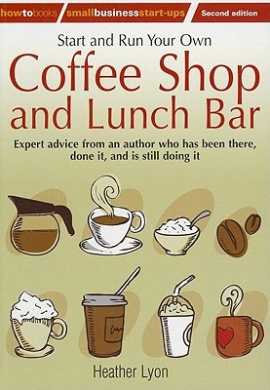 howtobooks / smallbusinessstart-ups / Second edition
Start and Run Your Own
Coffee Shop
and Lunch Bar
Expert advice from an author who has been there,
done it, and is still doing it
Heather Lyon